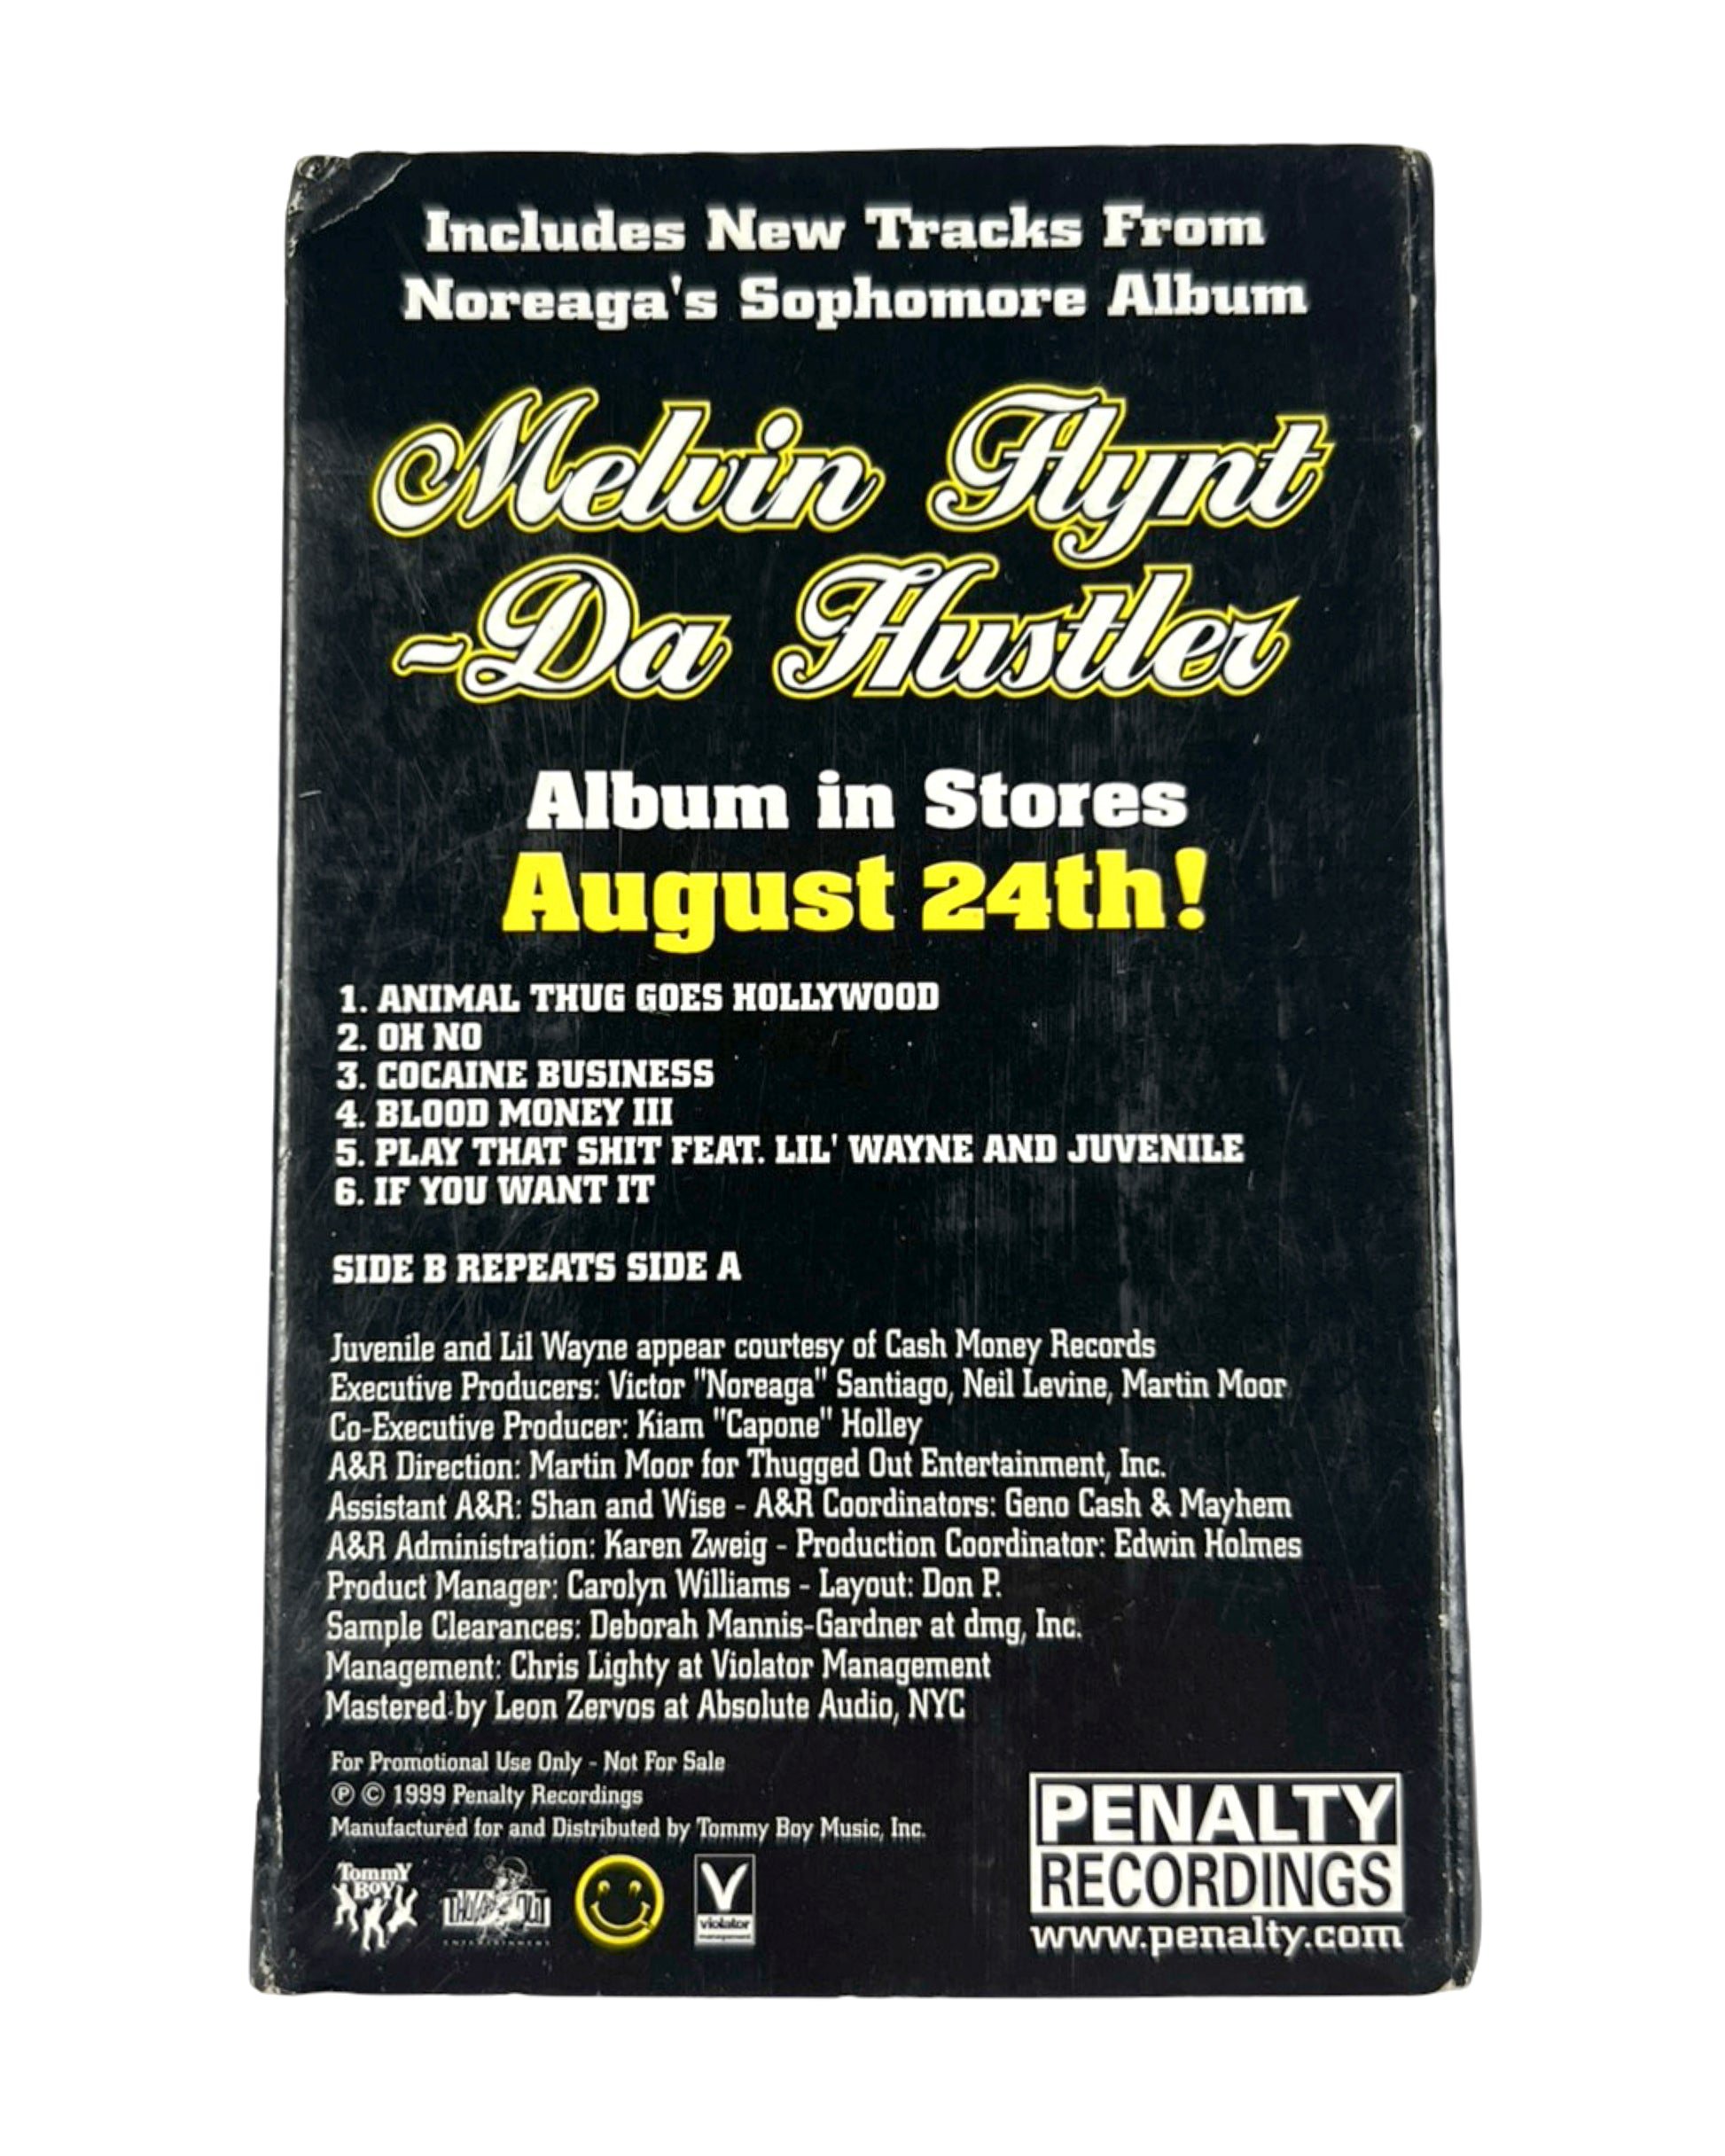 Includes New Tracks From
Noreaga's Sophomore Album
Melvin Flynt
~Da Hustler
Album in Stores
August 24th!
1. ANIMAL THUG GOES HOLLYWOOD
2. OH NO
3. COCAINE BUSINESS
4. BLOOD MONEY III
5. PLAY THAT SHIT FEAT. LIL' WAYNE AND JUVENILE
6. IF YOU WANT IT
SIDE B REPEATS SIDE A
Juvenile and Lil Wayne appear courtesy of Cash Money Records
Executive Producers: Victor "Noreaga" Santiago, Neil Levine, Martin Moor
Co-Executive Producer: Kiam "Capone" Holley
A&R Direction: Martin Moor for Thugged Out Entertainment, Inc.
Assistant A&R: Shan and Wise - A&R Coordinators: Geno Cash & Mayhem
A&R Administration: Karen Zweig - Production Coordinator: Edwin Holmes
Product Manager: Carolyn Williams - Layout: Don P.
Sample Clearances: Deborah Mannis-Gardner at dmg, Inc.
Management: Chris Lighty at Violator Management
Mastered by Leon Zervos at Absolute Audio, NYC
For Promotional Use Only - Not For Sale
℗ © 1999 Penalty Recordings
Manufactured for and Distributed by Tommy Boy Music, Inc.
Tommy
Boy
ENTERTAINMENT
violator
management
PENALTY
RECORDINGS
www.penalty.com